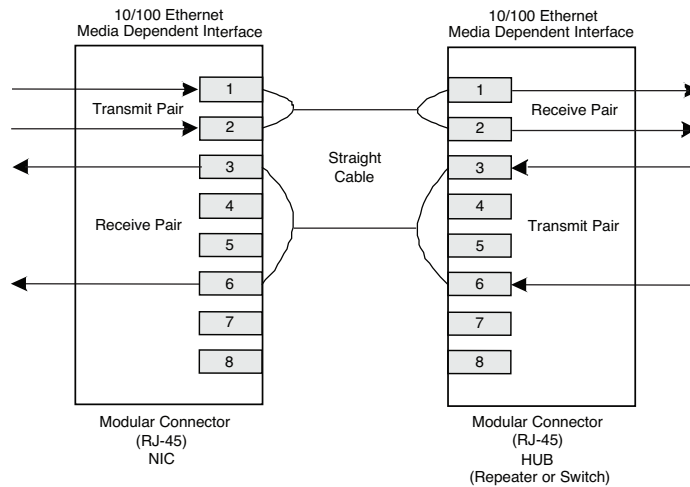 10/100 Ethernet
Media Dependent Interface
10/100 Ethernet
Media Dependent Interface
1
1
Transmit Pair
Receive Pair
2
2
3
3
Straight
Cable
4
4
Receive Pair
Transmit Pair
5
5
6
6
7
7
8
8
Modular Connector
(RJ-45)
NIC
Modular Connector
(RJ-45)
HUB
(Repeater or Switch)